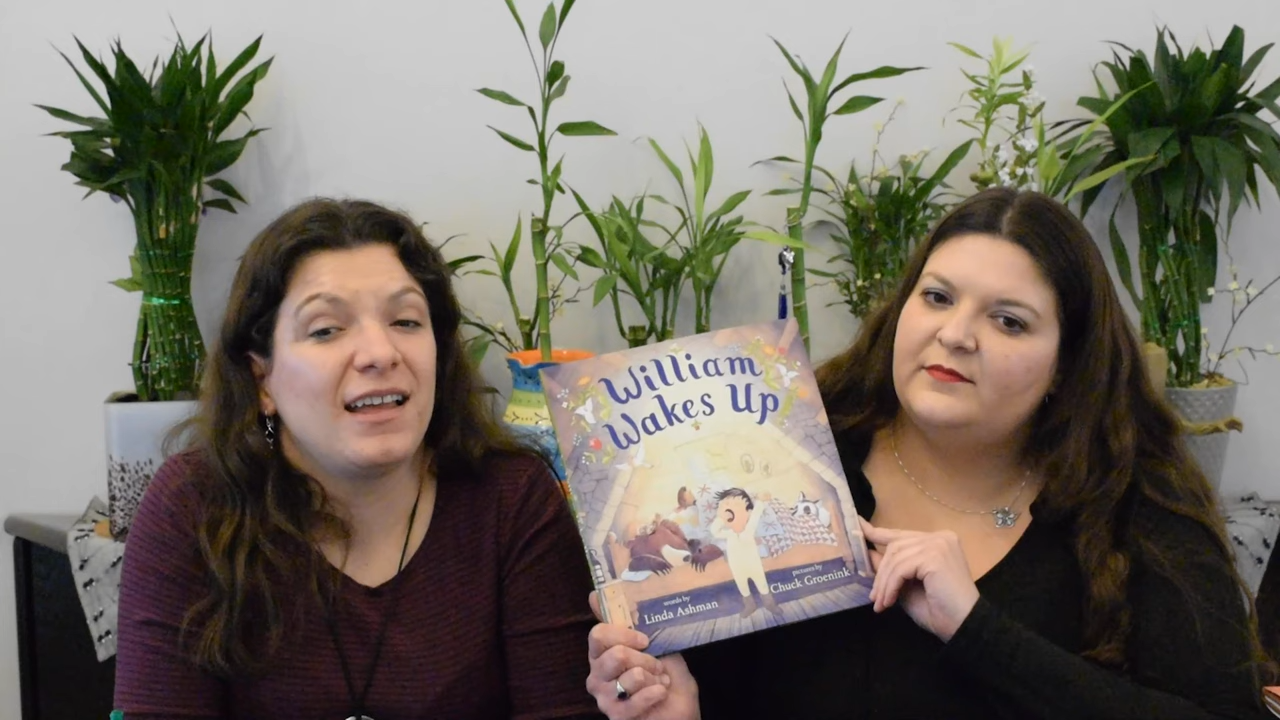 William
Wakes Up
words by
Linda Ashman
pictures by
Chuck Groenink